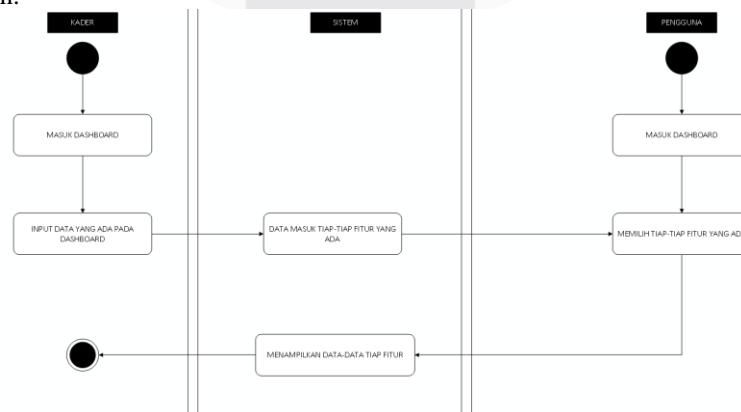 KADER
SISTEM
PENGGUNA
MASUK DASHBOARD
MASUK DASHBOARD
INPUT DATA YANG ADA PADA
DASHBOARD
DATA MASUK TIAP-TIAP FITUR YANG
ADA
MEMILIH TIAP-TIAP FITUR YANG AD
MENAMPILKAN DATA-DATA TIAP FITUR